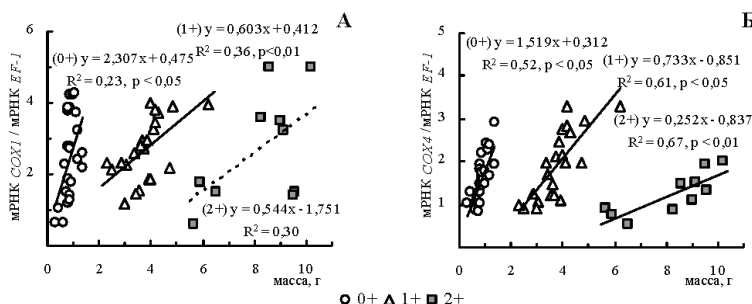 А
(1+) y = 0,603x + 0,412
R2 = 0,36, p<0,01
(0+) y = 2,307x + 0,475
R2 = 0,23, p < 0,05
(2+) y = 0,544x - 1,751
R2 = 0,30
мРНК COX1 / мРНК EF-1
6
4
2
0 2 4 6 8 10
масса, г
Б
(0+) y = 1,519x + 0,312
R2 = 0,52, p < 0,05
(1+) y = 0,733x - 0,851
R2 = 0,61, p < 0,05
(2+) y = 0,252x - 0,837
R2 = 0,67, p < 0,01
мРНК COX4 / мРНК EF-1
5
4
3
2
1
0 2 4 6 8 10
масса, г
0+ 1+ 2+